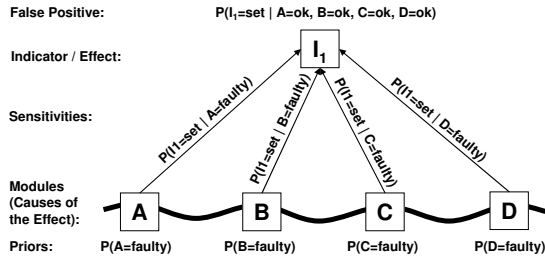 False Positive: P(I1=set | A=ok, B=ok, C=ok, D=ok)
Indicator / Effect: I1
Sensitivities:
P(I1=set | A=faulty)
P(I1=set | B=faulty)
P(I1=set | C=faulty)
P(I1=set | D=faulty)
Modules
(Causes of
the Effect):
A B C D
Priors: P(A=faulty) P(B=faulty) P(C=faulty) P(D=faulty)